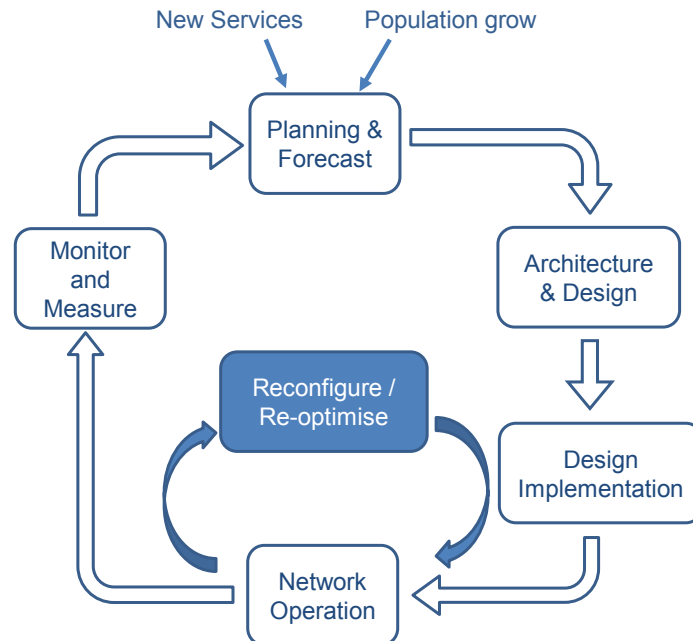 New Services
Population grow
Planning &
Forecast
Monitor
and
Measure
Architecture
& Design
Reconfigure /
Re-optimise
Design
Implementation
Network
Operation